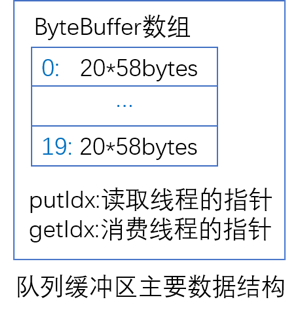 ByteBuffer数组
0: 20*58bytes
...
19: 20*58bytes
putIdx:读取线程的指针
getIdx:消费线程的指针
队列缓冲区主要数据结构